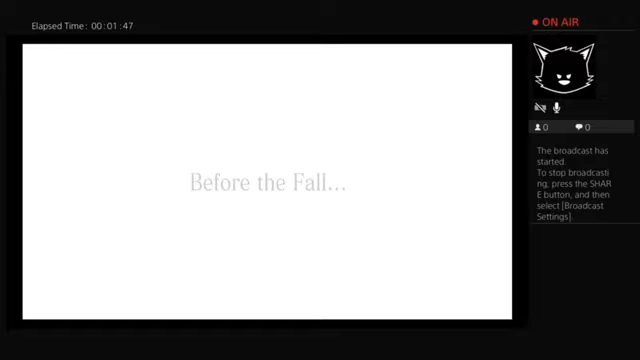 Elapsed Time: 00:01:47
ON AIR
0 0
Before the Fall...
The broadcast has
started.
To stop broadcasti
ng, press the SHAR
E button, and then
select [Broadcast
Settings].